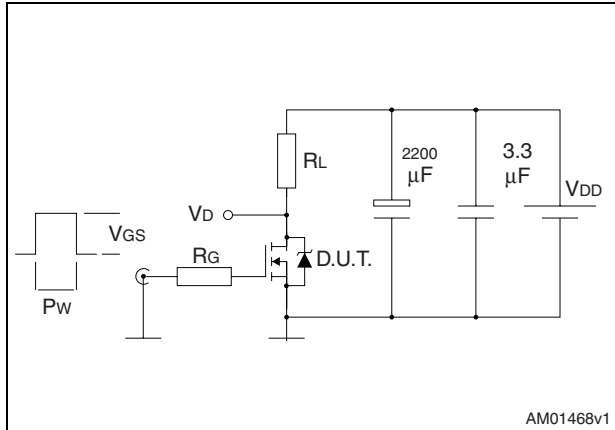 RL
2200
μF
3.3
μF
VDD
VD
VGS
RG
D.U.T.
PW
AM01468v1